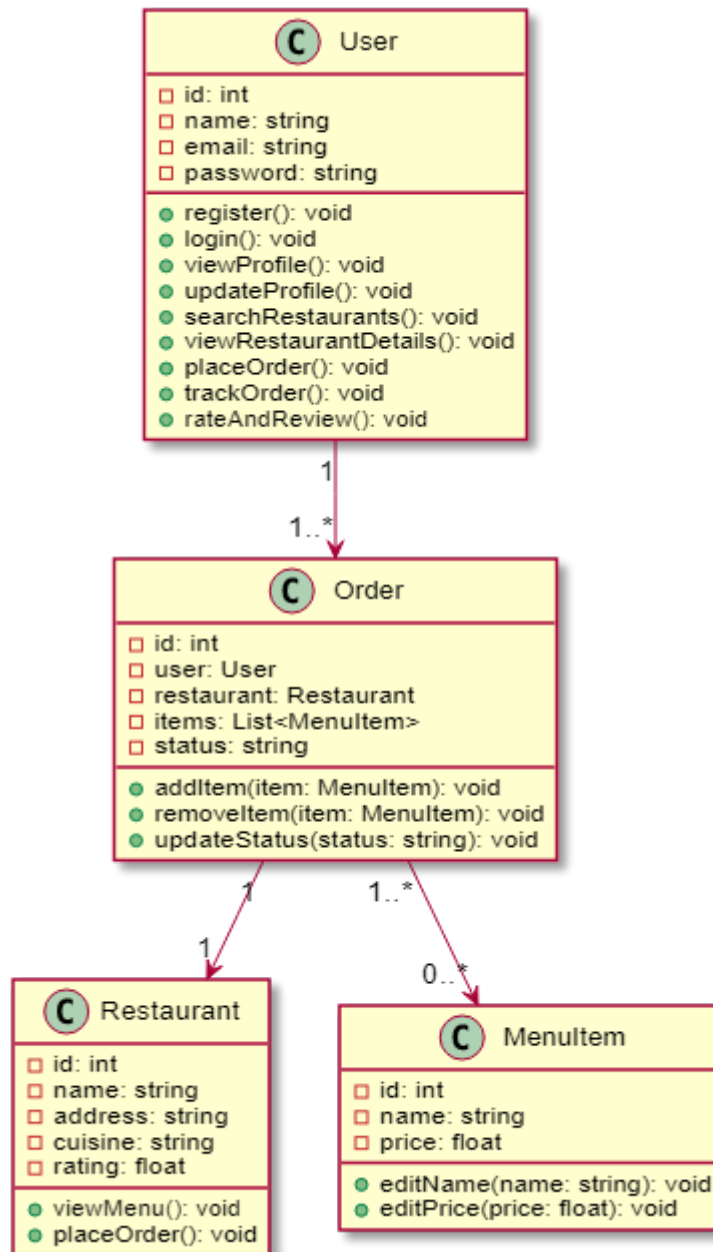 C User
id: int
name: string
email: string
password: string
register(): void
login(): void
viewProfile(): void
updateProfile(): void
searchRestaurants(): void
viewRestaurantDetails(): void
placeOrder(): void
trackOrder(): void
rateAndReview(): void
1
1..*
C Order
id: int
user: User
restaurant: Restaurant
items: List<MenuItem>
status: string
addItem(item: MenuItem): void
removeItem(item: MenuItem): void
updateStatus(status: string): void
1
1..*
1
0..*
C Restaurant
id: int
name: string
address: string
cuisine: string
rating: float
viewMenu(): void
placeOrder(): void
C MenuItem
id: int
name: string
price: float
editName(name: string): void
editPrice(price: float): void